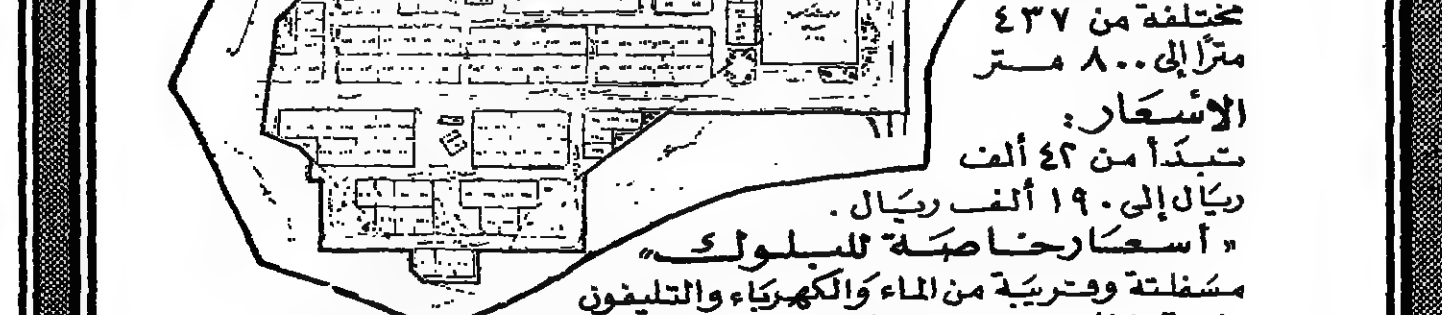 مختلفة من ٤٣٧
مترًا إلى ٨٠٠ متر
الأسعار :
تبدأ من ٤٢ ألف
ريال إلى ١٩٠ ألف ريال .
« أسعار خاصة للبلوك »
مسفلتة وقريبة من الماء والكهرباء والتليفون